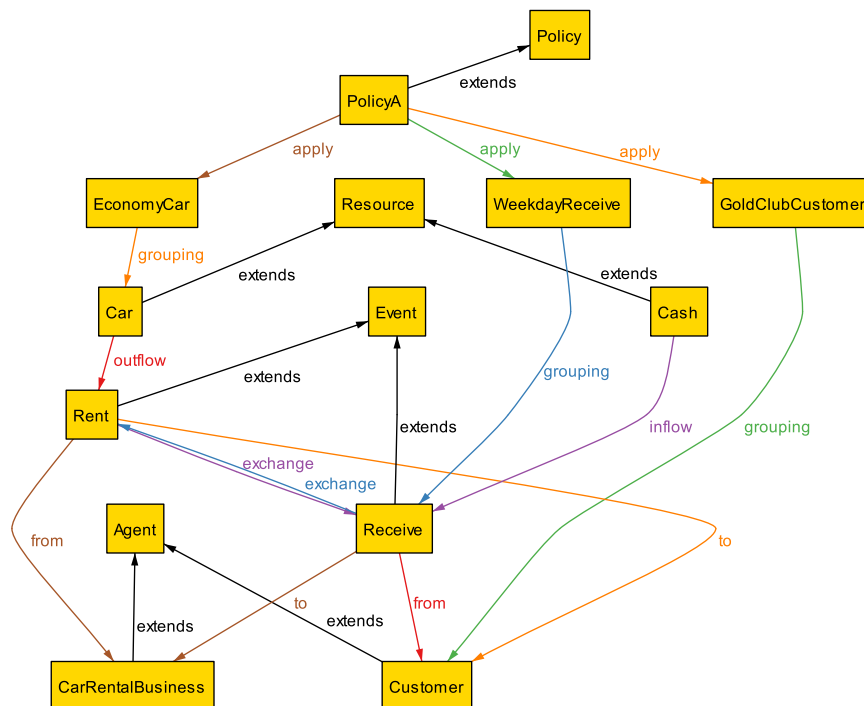 Policy
extends
PolicyA
apply
apply
apply
EconomyCar
Resource
WeekdayReceive
GoldClubCustomer
grouping
extends
extends
Car
Event
Cash
outflow
extends
grouping
Rent
extends
inflow
grouping
exchange
exchange
Agent
Receive
from
to
to
from
extends
extends
CarRentalBusiness
Customer